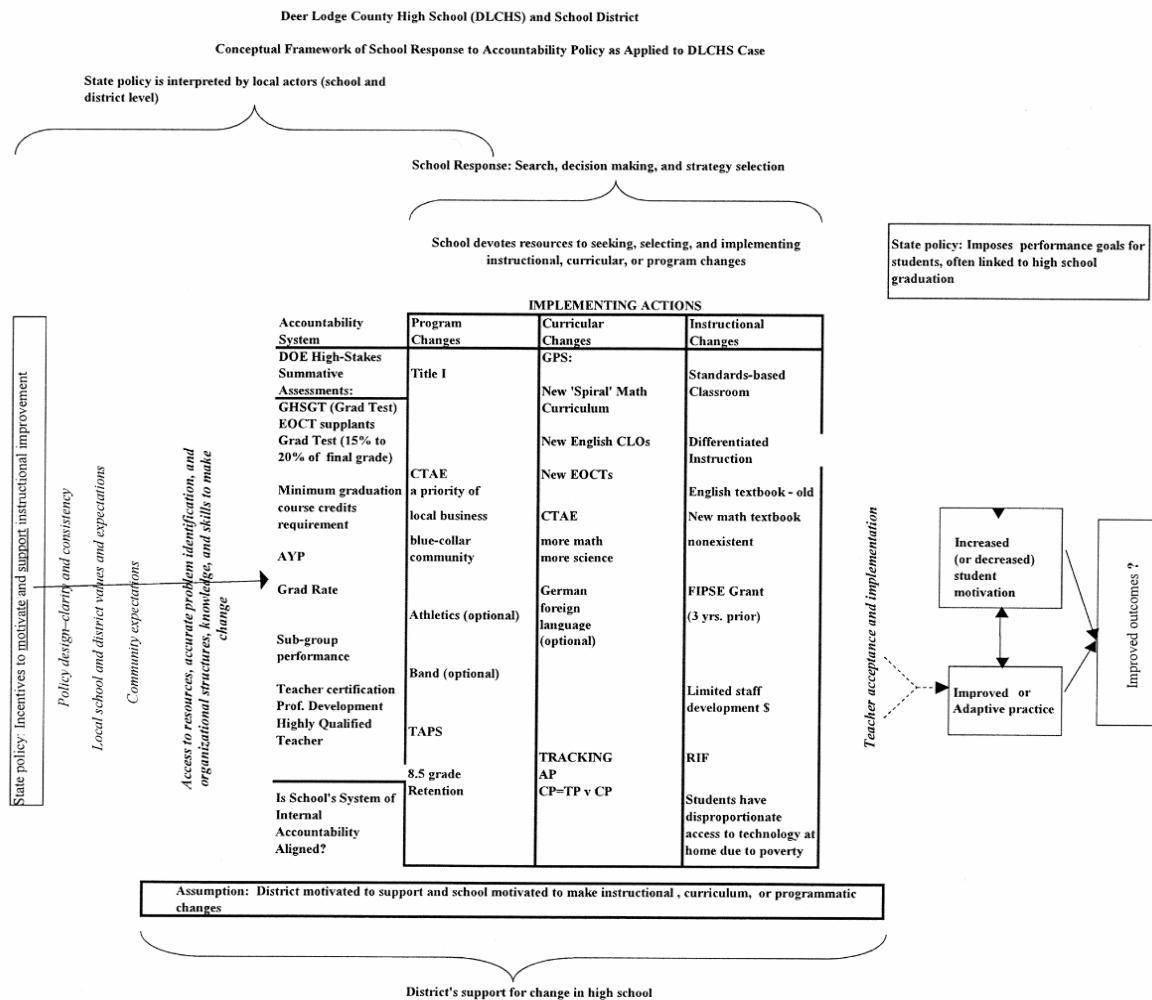 Deer Lodge County High School (DLCHS) and School District
Conceptual Framework of School Response to Accountability Policy as Applied to DLCHS Case
State policy is interpreted by local actors (school and
district level)
School Response: Search, decision making, and strategy selection
School devotes resources to seeking, selecting, and implementing
instructional, curricular, or program changes
State policy: Imposes performance goals for
students, often linked to high school
graduation
State policy: Incentives to motivate and support instructional improvement
Policy design–clarity and consistency
Local school and district values and expectations
Community expectations
Access to resources, accurate problem identification, and
organizational structures, knowledge, and skills to make
change
IMPLEMENTING ACTIONS
Accountability
System
DOE High-Stakes
Summative
Assessments:
GHSGT (Grad Test)
EOCT supplants
Grad Test (15% to
20% of final grade)
Minimum graduation
course credits
requirement
AYP
Grad Rate
Sub-group
performance
Teacher certification
Prof. Development
Highly Qualified
Teacher
Is School's System of
Internal
Accountability
Aligned?
Program
Changes
Title I
CTAE
a priority of
local business
blue-collar
community
Athletics (optional)
Band (optional)
TAPS
8.5 grade
Retention
Curricular
Changes
GPS:
New 'Spiral' Math
Curriculum
New English CLOs
New EOCTs
CTAE
more math
more science
German
foreign
language
(optional)
TRACKING
AP
CP=TP v CP
Instructional
Changes
Standards-based
Classroom
Differentiated
Instruction
English textbook - old
New math textbook
nonexistent
FIPSE Grant
(3 yrs. prior)
Limited staff
development $
RIF
Students have
disproportionate
access to technology at
home due to poverty
Teacher acceptance and implementation
Increased
(or decreased)
student
motivation
Improved or
Adaptive practice
Improved outcomes ?
Assumption: District motivated to support and school motivated to make instructional , curriculum, or programmatic
changes
District's support for change in high school